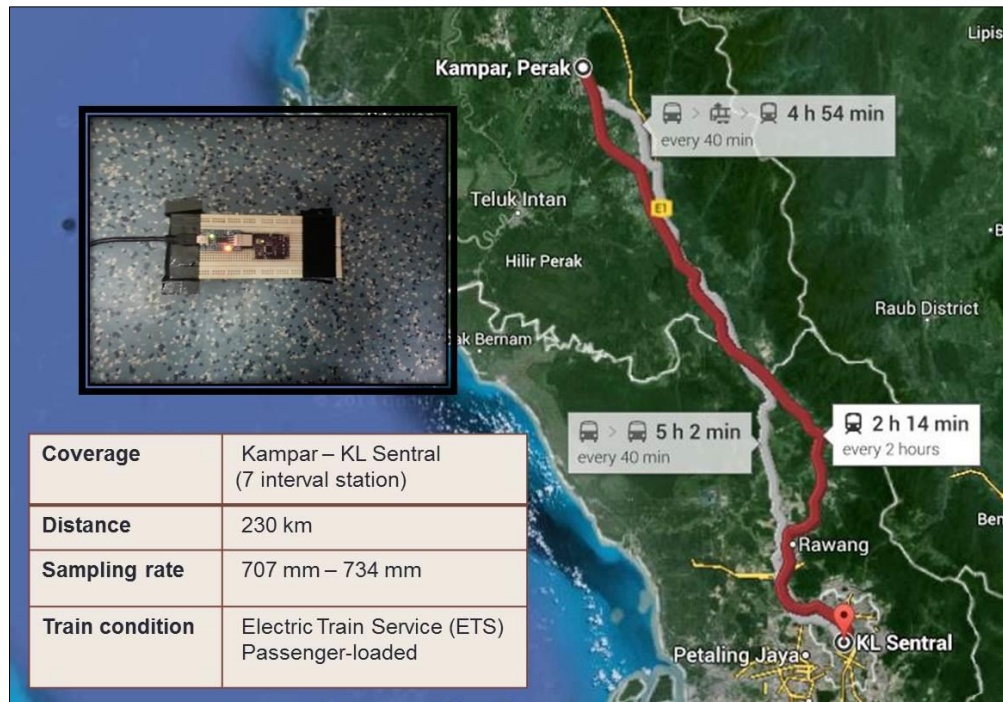 Lipis
Kampar, Perak
4 h 54 min
every 40 min
Teluk Intan
E1
Hilir Perak
Raub District
ak Bernam
5 h 2 min
every 40 min
2 h 14 min
every 2 hours
Ben
Rawang
KL Sentral
Petaling Jaya
Coverage Kampar – KL Sentral
(7 interval station)
Distance 230 km
Sampling rate 707 mm – 734 mm
Train condition Electric Train Service (ETS)
Passenger-loaded